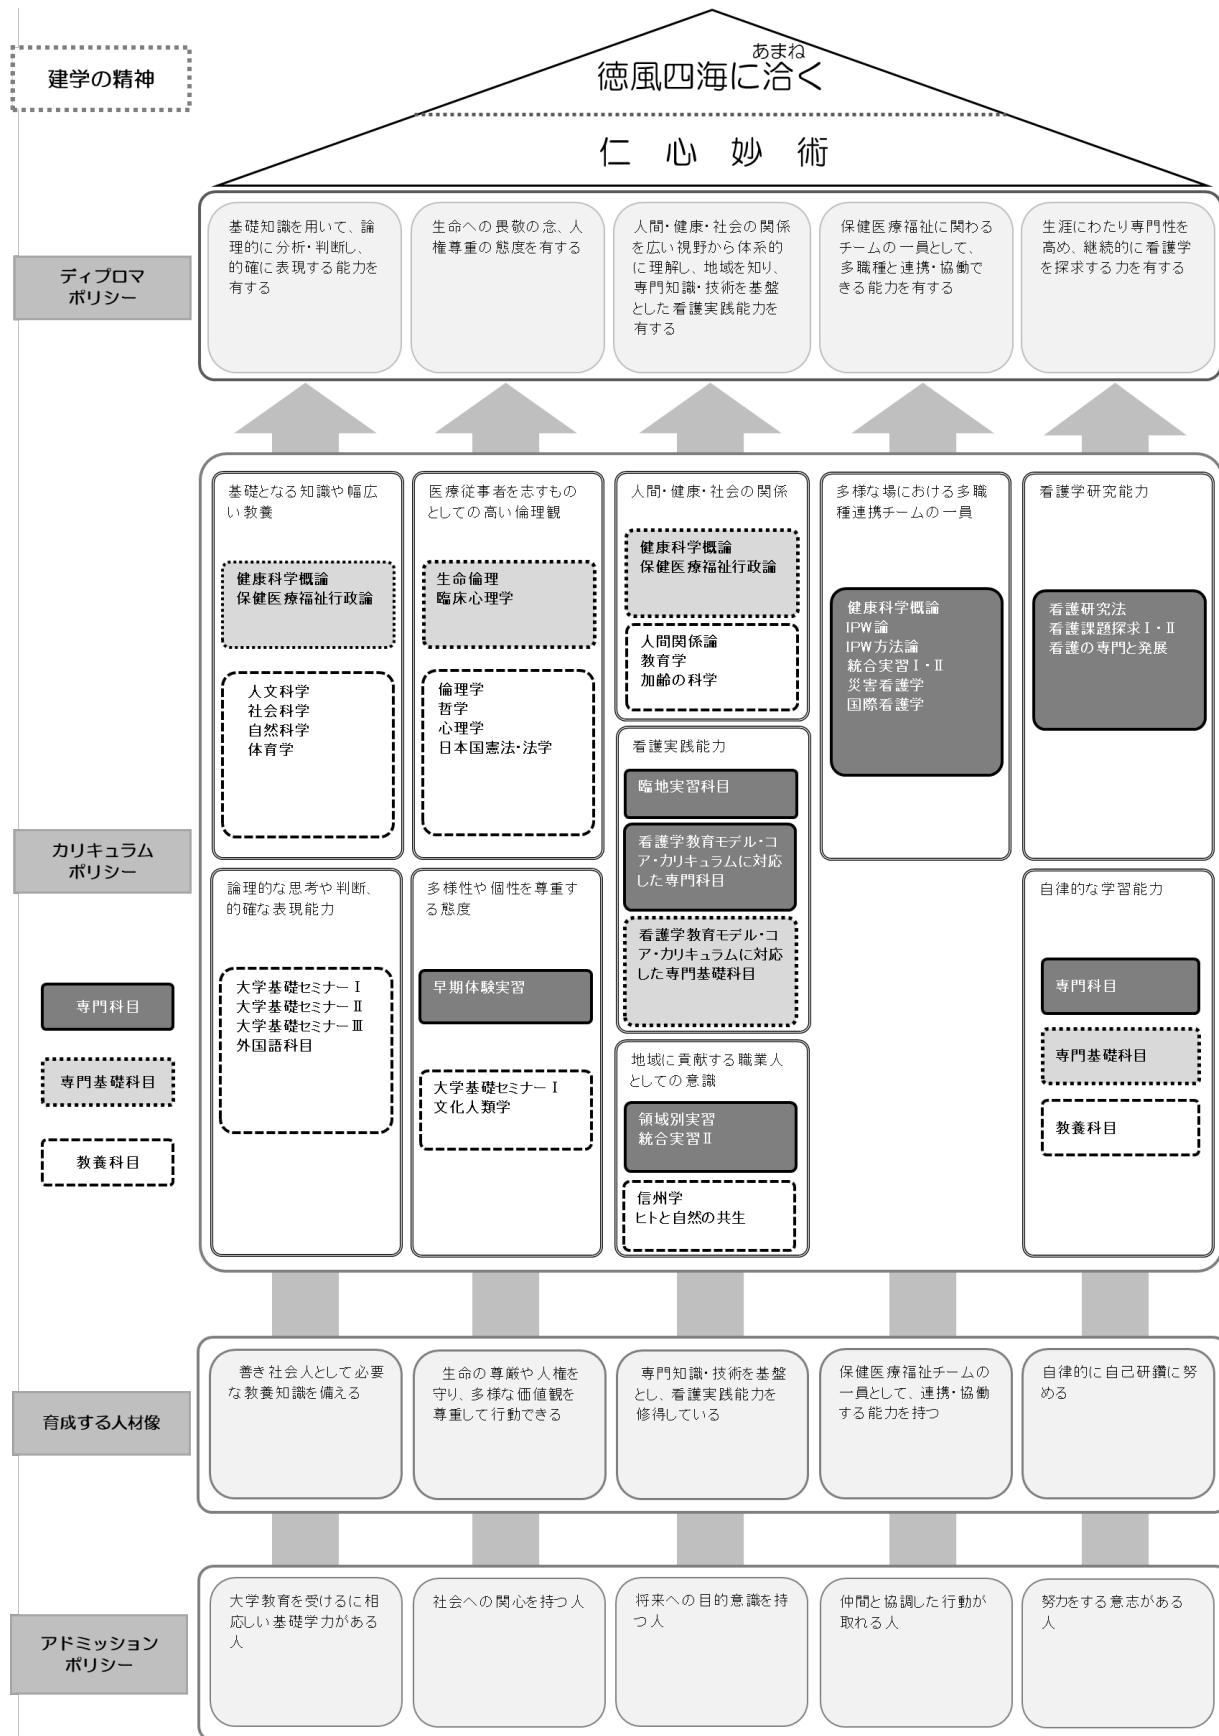 建学の精神
あまね
徳風四海に洽く
仁心妙術
ディプロマ
ポリシー
基礎知識を用いて、論
理的に分析・判断し、
的確に表現する能力を
有する
生命への畏敬の念、人
権尊重の態度を有する
人間・健康・社会の関係
を広い視野から体系的
に理解し、地域を知り、
専門知識・技術を基盤
とした看護実践能力を
有する
保健医療福祉に関わる
チームの一員として、
多職種と連携・協働で
きる能力を有する
生涯にわたり専門性を
高め、継続的に看護学
を探求する力を有する
カリキュラム
ポリシー
基礎となる知識や幅広
い教養
健康科学概論
保健医療福祉行政論
人文科学
社会科学
自然科学
体育学
論理的な思考や判断、
的確な表現能力
大学基礎セミナーⅠ
大学基礎セミナーⅡ
大学基礎セミナーⅢ
外国語科目
医療従事者を志すもの
としての高い倫理観
生命倫理
臨床心理学
倫理学
哲学
心理学
日本国憲法・法学
多様性や個性を尊重す
る態度
早期体験実習
大学基礎セミナーⅠ
文化人類学
人間・健康・社会の関係
健康科学概論
保健医療福祉行政論
人間関係論
教育学
加齢の科学
看護実践能力
臨地実習科目
看護学教育モデル・コ
ア・カリキュラムに対応
した専門科目
看護学教育モデル・コ
ア・カリキュラムに対応
した専門基礎科目
地域に貢献する職業人
としての意識
領域別実習
統合実習Ⅱ
信州学
ヒトと自然の共生
多様な場における多職
種連携チームの一員
健康科学概論
IPW論
IPW方法論
統合実習Ⅰ・Ⅱ
災害看護学
国際看護学
看護学研究能力
看護研究法
看護課題探求Ⅰ・Ⅱ
看護の専門と発展
自律的な学習能力
専門科目
専門基礎科目
教養科目
専門科目
専門基礎科目
教養科目
育成する人材像
善き社会人として必要
な教養知識を備える
生命の尊厳や人権を
守り、多様な価値観を
尊重して行動できる
専門知識・技術を基盤
とし、看護実践能力を
修得している
保健医療福祉チームの
一員として、連携・協働
する能力を持つ
自律的に自己研鑽に努
める
アドミッション
ポリシー
大学教育を受けるに相
応しい基礎学力がある
人
社会への関心を持つ人
将来への目的意識を持
つ人
仲間と協調した行動が
取れる人
努力をする意志がある
人